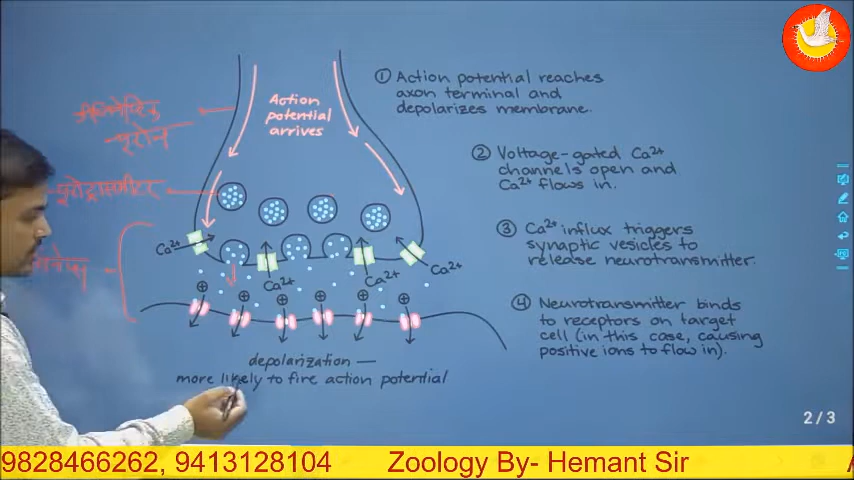 Action
potential
arrives
① Action potential reaches
axon terminal and
depolarizes membrane.
② Voltage-gated Ca²⁺
channels open and
Ca²⁺ flows in.
③ Ca²⁺ influx triggers
synaptic vesicles to
release neurotransmitter.
④ Neurotransmitter binds
to receptors on target
cell (in this case, causing
positive ions to flow in).
Ca²⁺
Ca²⁺
Ca²⁺
Ca²⁺
depolarization —
more likely to fire action potential
2/3
9828466262, 9413128104 Zoology By- Hemant Sir